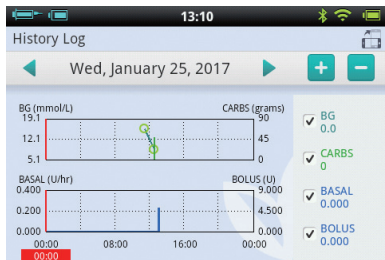 13:10
History Log
Wed, January 25, 2017
+ −
BG (mmol/L) CARBS (grams)
19.1 90
12.1 45
5.1 0
BASAL (U/hr) BOLUS (U)
0.400 9.000
0.200 4.500
0.000 0.000
00:00 08:00 16:00 00:00
00:00
BG
0.0
CARBS
0
BASAL
0.000
BOLUS
0.000